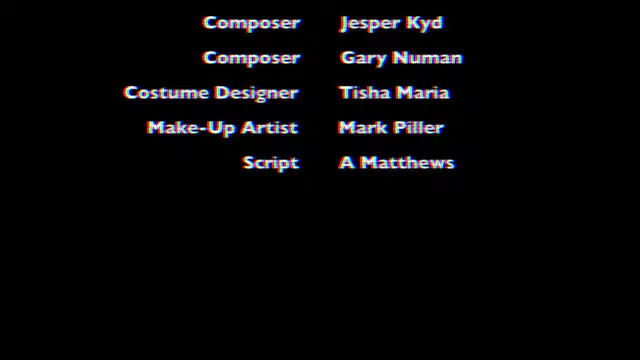 Composer Jesper Kyd
Composer Gary Numan
Costume Designer Tisha Maria
Make-Up Artist Mark Piller
Script A Matthews